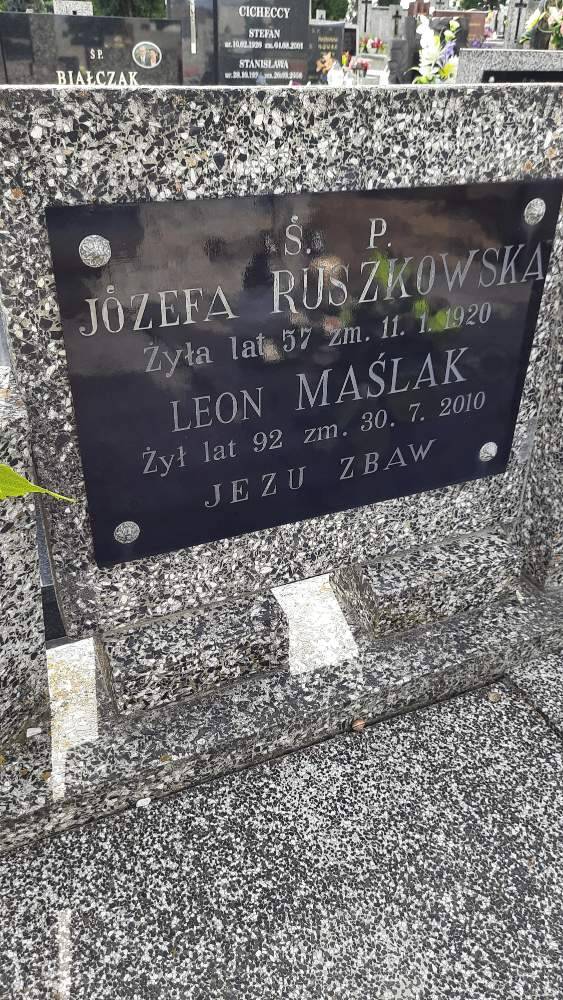 CICHECCY
STEFAN
STANISŁAWA
Ś.P.
BIAŁCZAK
Ś. P.
JÓZEFA RUSZKOWSKA
Żyła lat 57 zm. 11. 1. 1920
LEON MAŚLAK
Żył lat 92 zm. 30. 7. 2010
JEZU ZBAW